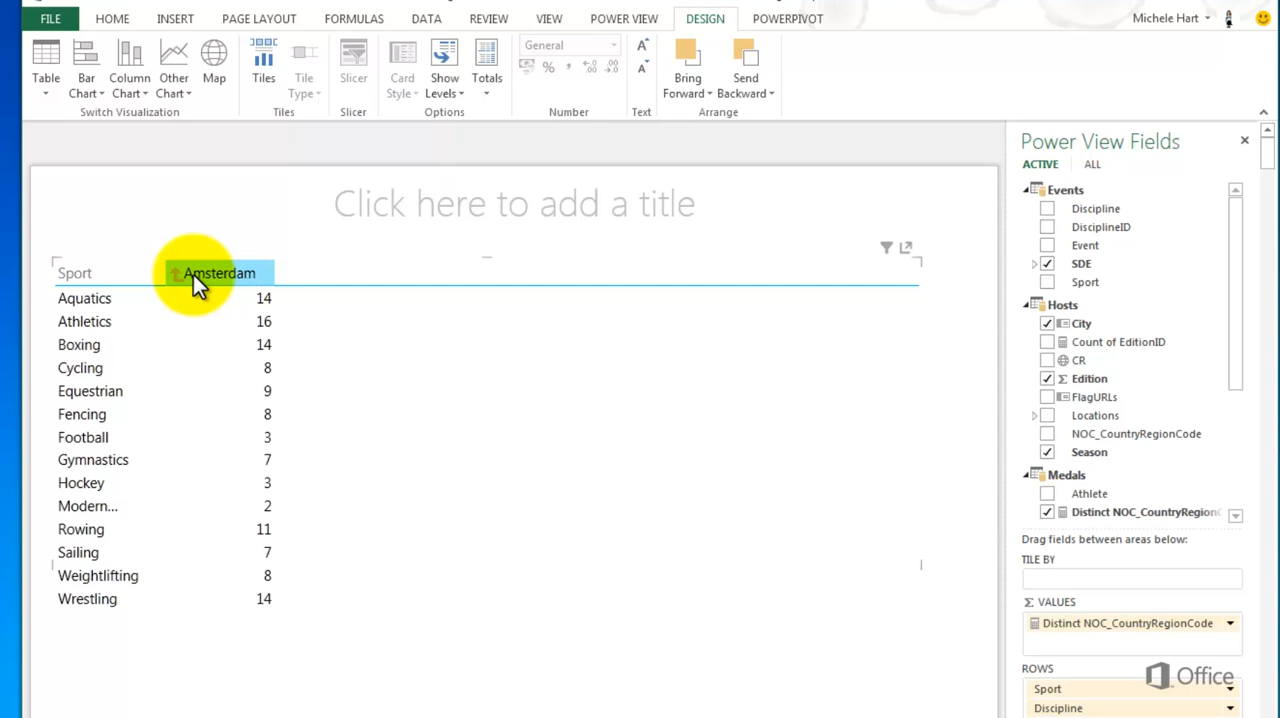 FILE HOME INSERT PAGE LAYOUT FORMULAS DATA REVIEW VIEW POWER VIEW DESIGN POWERPIVOT Michele Hart
Table Bar Chart Column Chart Other Chart Map Tiles Tile Type Slicer Card Style Show Levels Totals General % Bring Forward Send Backward
Switch Visualization Tiles Slicer Options Number Text Arrange
Power View Fields
ACTIVE ALL
Click here to add a title
Sport Amsterdam
Aquatics 14
Athletics 16
Boxing 14
Cycling 8
Equestrian 9
Fencing 8
Football 3
Gymnastics 7
Hockey 3
Modern... 2
Rowing 11
Sailing 7
Weightlifting 8
Wrestling 14
Events
Discipline
DisciplineID
Event
SDE
Sport
Hosts
City
Count of EditionID
CR
Σ Edition
FlagURLs
Locations
NOC_CountryRegionCode
Season
Medals
Athlete
Distinct NOC_CountryRegion
Drag fields between areas below:
TILE BY
Σ VALUES
Distinct NOC_CountryRegionCode
ROWS
Sport
Discipline
Office